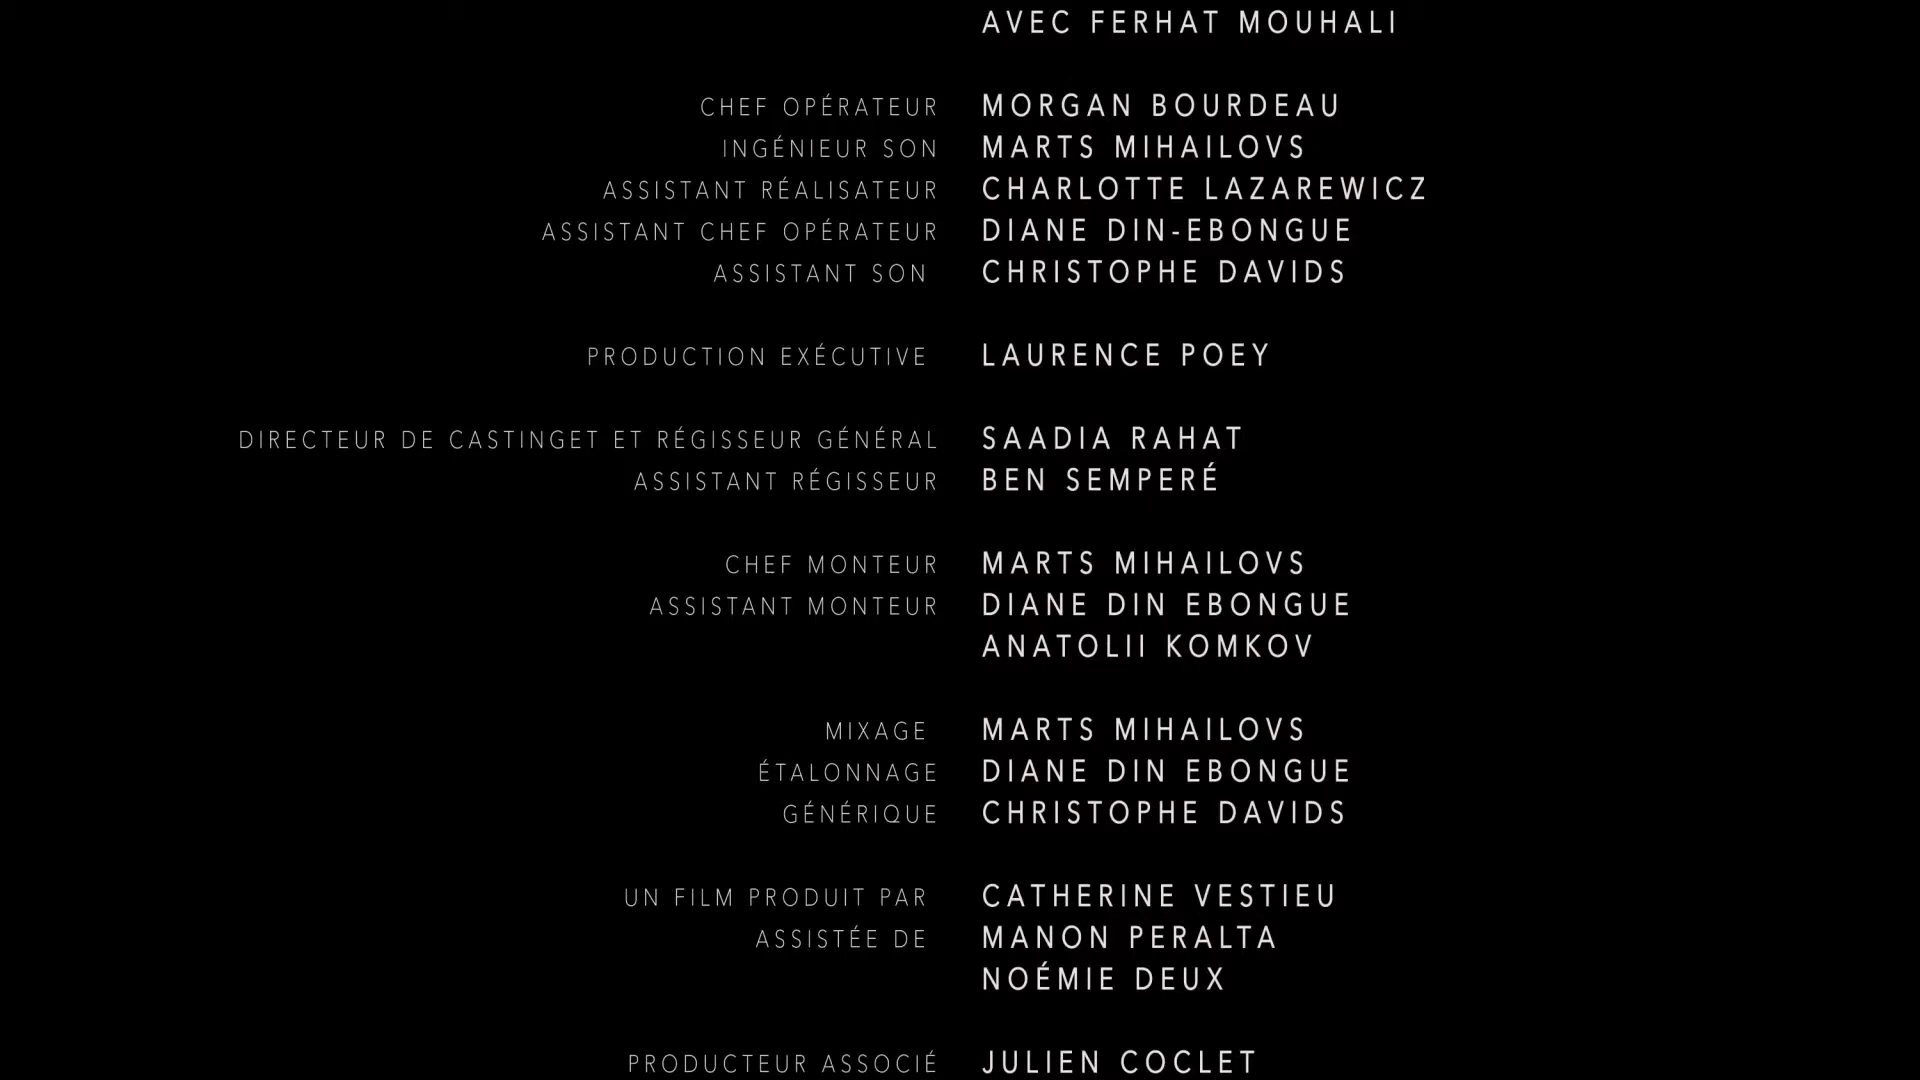 AVEC FERHAT MOUHALI
CHEF OPÉRATEUR MORGAN BOURDEAU
INGÉNIEUR SON MARTS MIHAILOVS
ASSISTANT RÉALISATEUR CHARLOTTE LAZAREWICZ
ASSISTANT CHEF OPÉRATEUR DIANE DIN-EBONGUE
ASSISTANT SON CHRISTOPHE DAVIDS
PRODUCTION EXÉCUTIVE LAURENCE POEY
DIRECTEUR DE CASTINGET ET RÉGISSEUR GÉNÉRAL SAADIA RAHAT
ASSISTANT RÉGISSEUR BEN SEMPERÉ
CHEF MONTEUR MARTS MIHAILOVS
ASSISTANT MONTEUR DIANE DIN EBONGUE
ANATOLII KOMKOV
MIXAGE MARTS MIHAILOVS
ÉTALONNAGE DIANE DIN EBONGUE
GÉNÉRIQUE CHRISTOPHE DAVIDS
UN FILM PRODUIT PAR CATHERINE VESTIEU
ASSISTÉE DE MANON PERALTA
NOÉMIE DEUX
PRODUCTEUR ASSOCIÉ JULIEN COCLET